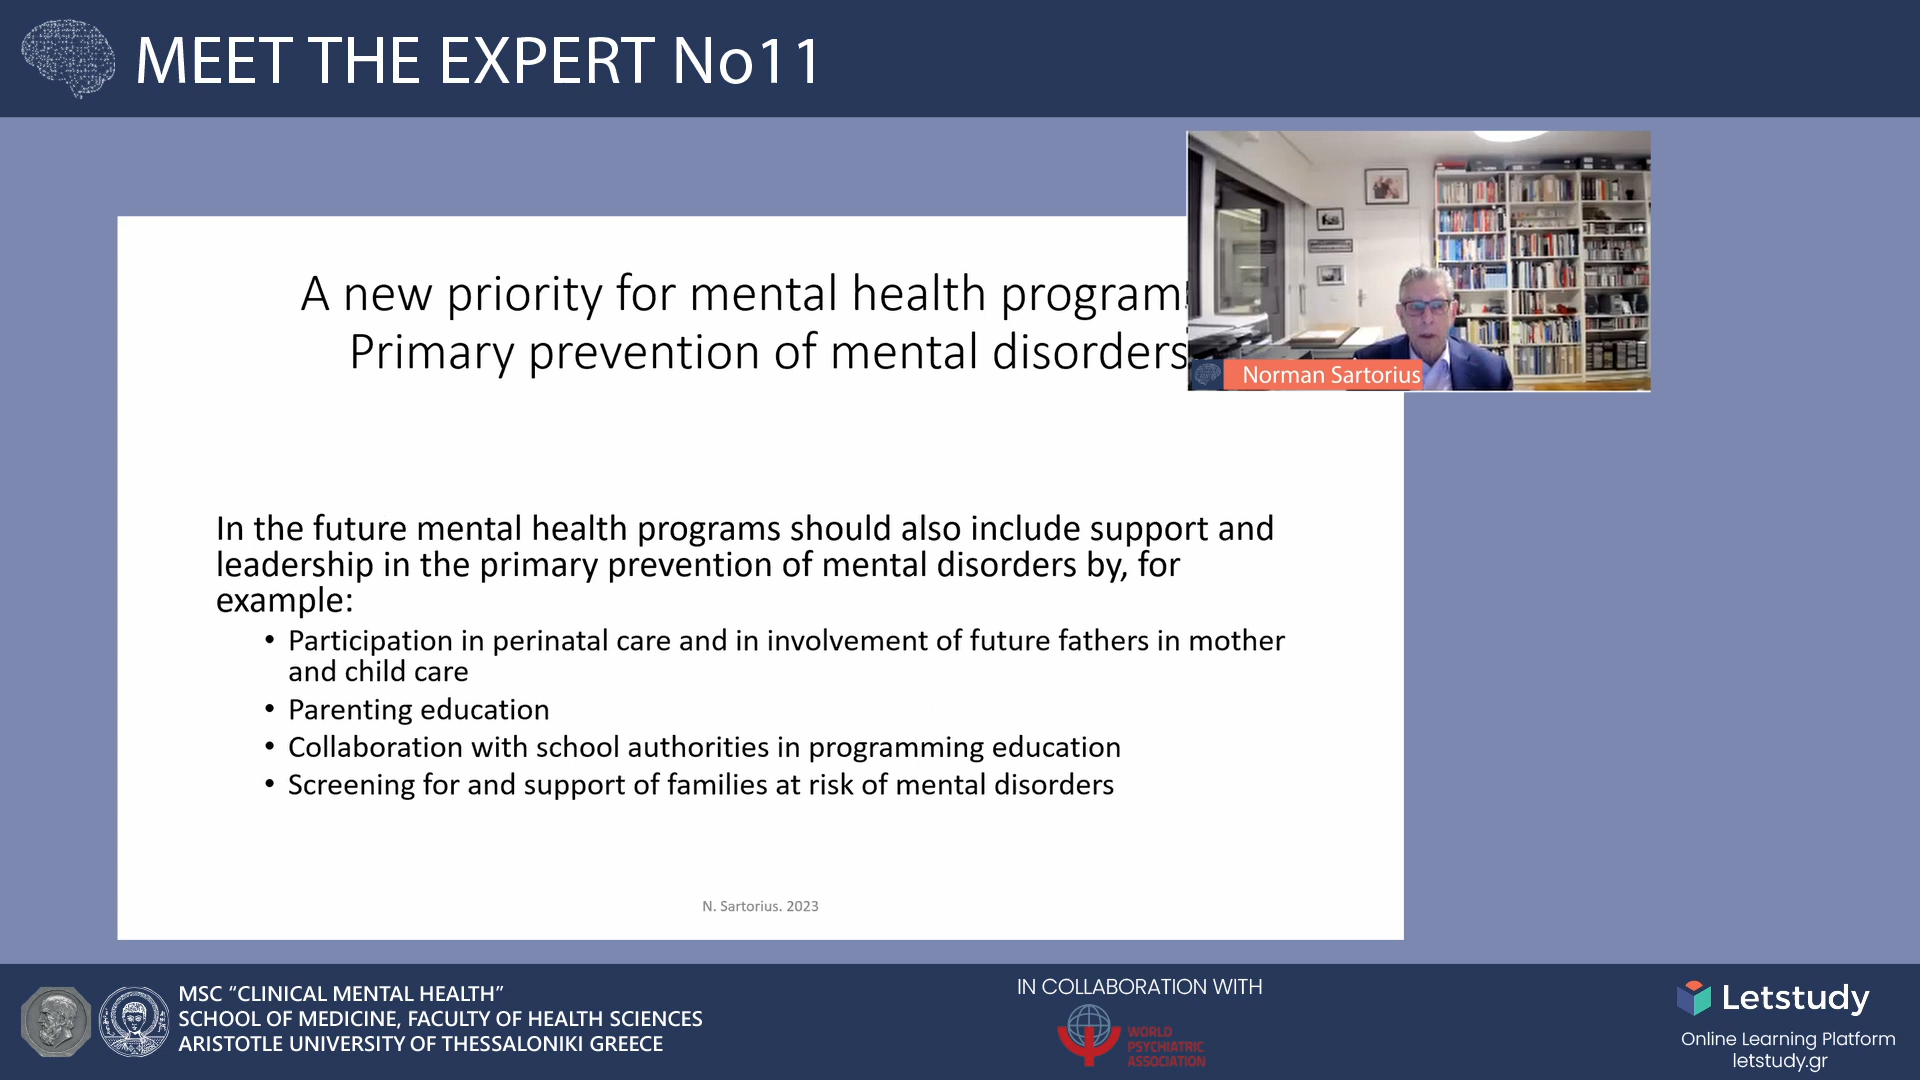 MEET THE EXPERT No11
A new priority for mental health program
Primary prevention of mental disorders
Norman Sartorius
In the future mental health programs should also include support and
leadership in the primary prevention of mental disorders by, for
example:
• Participation in perinatal care and in involvement of future fathers in mother
and child care
• Parenting education
• Collaboration with school authorities in programming education
• Screening for and support of families at risk of mental disorders
N. Sartorius. 2023
MSC “CLINICAL MENTAL HEALTH”
SCHOOL OF MEDICINE, FACULTY OF HEALTH SCIENCES
ARISTOTLE UNIVERSITY OF THESSALONIKI GREECE
IN COLLABORATION WITH
WORLD
PSYCHIATRIC
ASSOCIATION
Letstudy
Online Learning Platform
letstudy.gr